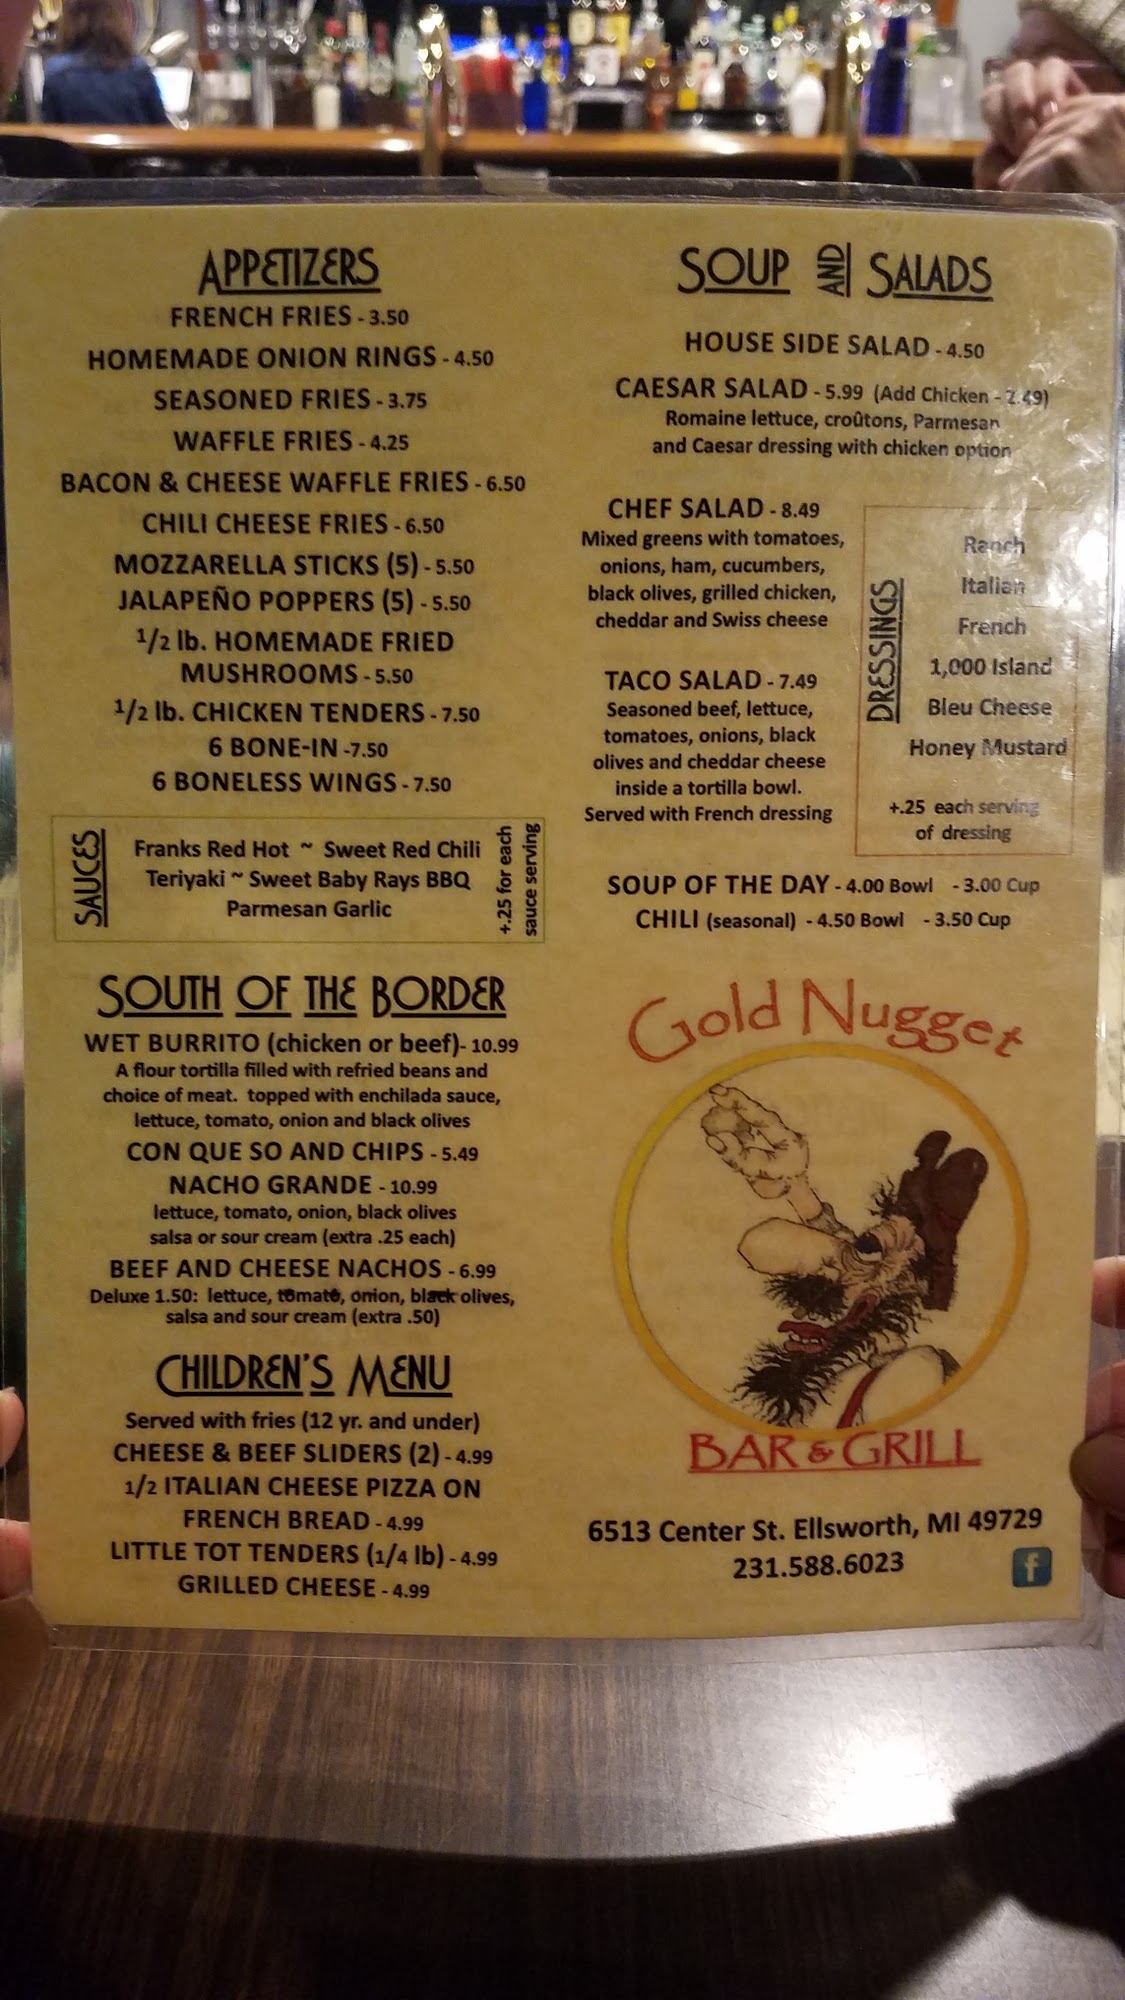 APPETIZERS
FRENCH FRIES - 3.50
HOMEMADE ONION RINGS - 4.50
SEASONED FRIES - 3.75
WAFFLE FRIES - 4.25
BACON & CHEESE WAFFLE FRIES - 6.50
CHILI CHEESE FRIES - 6.50
MOZZARELLA STICKS (5) - 5.50
JALAPEÑO POPPERS (5) - 5.50
1/2 lb. HOMEMADE FRIED
MUSHROOMS - 5.50
1/2 lb. CHICKEN TENDERS - 7.50
6 BONE-IN -7.50
6 BONELESS WINGS - 7.50
SAUCES
Franks Red Hot ~ Sweet Red Chili
Teriyaki ~ Sweet Baby Rays BBQ
Parmesan Garlic
+.25 for each
sauce serving
SOUTH OF THE BORDER
WET BURRITO (chicken or beef)- 10.99
A flour tortilla filled with refried beans and
choice of meat. topped with enchilada sauce,
lettuce, tomato, onion and black olives
CON QUE SO AND CHIPS - 5.49
NACHO GRANDE - 10.99
lettuce, tomato, onion, black olives
salsa or sour cream (extra .25 each)
BEEF AND CHEESE NACHOS - 6.99
Deluxe 1.50: lettuce, tomato, onion, black olives,
salsa and sour cream (extra .50)
CHILDREN'S MENU
Served with fries (12 yr. and under)
CHEESE & BEEF SLIDERS (2) - 4.99
1/2 ITALIAN CHEESE PIZZA ON
FRENCH BREAD - 4.99
LITTLE TOT TENDERS (1/4 lb) - 4.99
GRILLED CHEESE - 4.99
SOUP AND SALADS
HOUSE SIDE SALAD - 4.50
CAESAR SALAD - 5.99 (Add Chicken - 2.49)
Romaine lettuce, croûtons, Parmesan
and Caesar dressing with chicken option
CHEF SALAD - 8.49
Mixed greens with tomatoes,
onions, ham, cucumbers,
black olives, grilled chicken,
cheddar and Swiss cheese
TACO SALAD - 7.49
Seasoned beef, lettuce,
tomatoes, onions, black
olives and cheddar cheese
inside a tortilla bowl.
Served with French dressing
DRESSINGS
Ranch
Italian
French
1,000 Island
Bleu Cheese
Honey Mustard
+.25 each serving
of dressing
SOUP OF THE DAY - 4.00 Bowl - 3.00 Cup
CHILI (seasonal) - 4.50 Bowl - 3.50 Cup
Gold Nugget
BAR & GRILL
6513 Center St. Ellsworth, MI 49729
231.588.6023
f